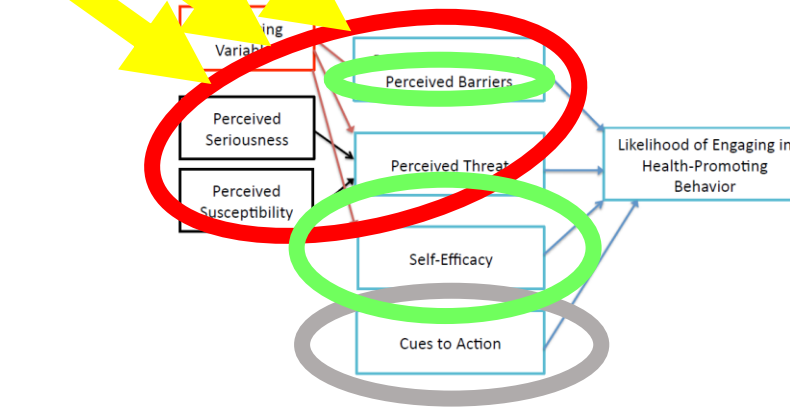 Perceived Barriers
Perceived
Seriousness
Perceived Threat
Likelihood of Engaging in
Health-Promoting
Behavior
Perceived
Susceptibility
Self-Efficacy
Cues to Action